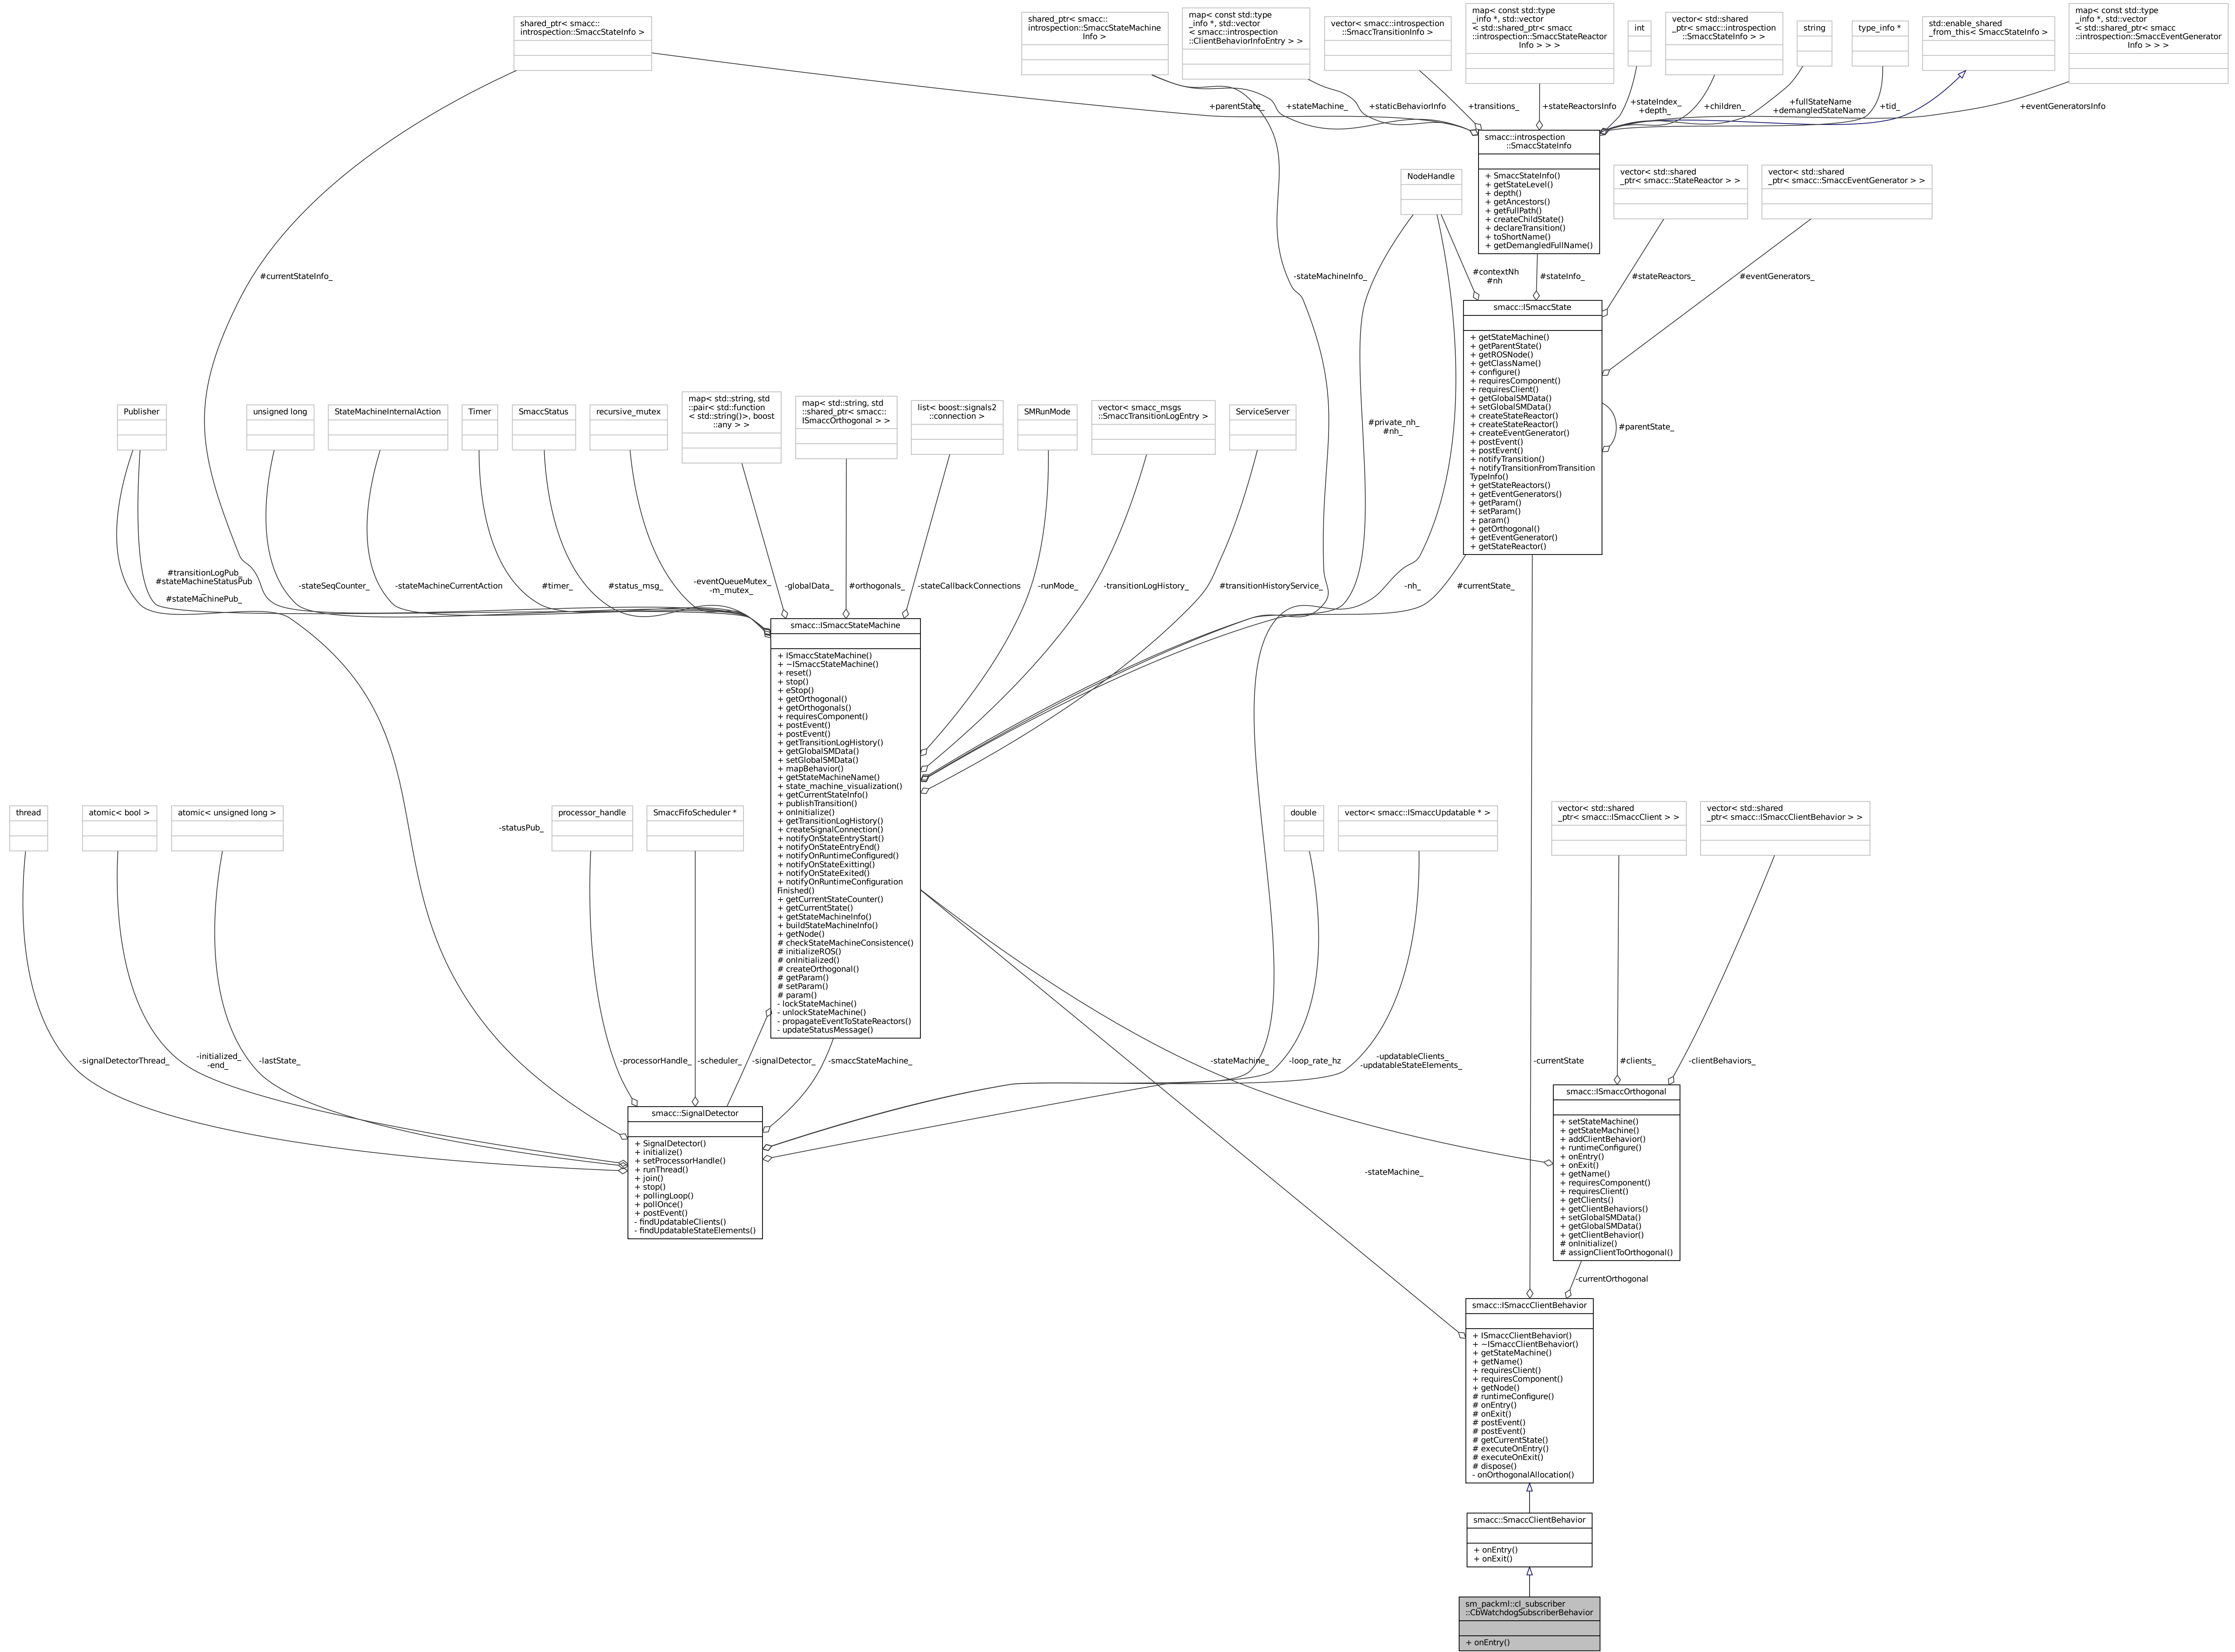 shared_ptr< smacc::
introspection::SmaccStateInfo >
shared_ptr< smacc::
introspection::SmaccStateMachine
Info >
map< const std::type
_info *, std::vector
< smacc::introspection
::ClientBehaviorInfoEntry > >
vector< smacc::introspection
::SmaccTransitionInfo >
map< const std::type
_info *, std::vector
< std::shared_ptr< smacc
::introspection::SmaccStateReactor
Info > > >
int
vector< std::shared
_ptr< smacc::introspection
::SmaccStateInfo > >
string
type_info *
std::enable_shared
_from_this< SmaccStateInfo >
map< const std::type
_info *, std::vector
< std::shared_ptr< smacc
::introspection::SmaccEventGenerator
Info > > >
+parentState_
+stateMachine_
+staticBehaviorInfo
+transitions_
+stateReactorsInfo
+stateIndex_
+depth_
+children_
+fullStateName
+demangledStateName
+tid_
+eventGeneratorsInfo
smacc::introspection
::SmaccStateInfo
+ SmaccStateInfo()
+ getStateLevel()
+ depth()
+ getAncestors()
+ getFullPath()
+ createChildState()
+ declareTransition()
+ toShortName()
+ getDemangledFullName()
NodeHandle
vector< std::shared
_ptr< smacc::StateReactor > >
vector< std::shared
_ptr< smacc::SmaccEventGenerator > >
#currentStateInfo_
-stateMachineInfo_
#contextNh
#nh
#stateInfo_
#stateReactors_
#eventGenerators_
smacc::ISmaccState
+ getStateMachine()
+ getParentState()
+ getROSNode()
+ getClassName()
+ configure()
+ requiresComponent()
+ requiresClient()
+ getGlobalSMData()
+ setGlobalSMData()
+ createStateReactor()
+ createStateReactor()
+ createEventGenerator()
+ postEvent()
+ postEvent()
+ notifyTransition()
+ notifyTransitionFromTransition
TypeInfo()
+ getStateReactors()
+ getEventGenerators()
+ getParam()
+ setParam()
+ param()
+ getOrthogonal()
+ getEventGenerator()
+ getStateReactor()
#parentState_
#private_nh_
#nh_
Publisher
unsigned long
StateMachineInternalAction
Timer
SmaccStatus
recursive_mutex
map< std::string, std
::pair< std::function
< std::string()>, boost
::any > >
map< std::string, std
::shared_ptr< smacc::
ISmaccOrthogonal > >
list< boost::signals2
::connection >
SMRunMode
vector< smacc_msgs
::SmaccTransitionLogEntry >
ServiceServer
#transitionLogPub_
#stateMachineStatusPub
_
#stateMachinePub_
-stateSeqCounter_
-stateMachineCurrentAction
#timer_
#status_msg_
-eventQueueMutex_
-m_mutex_
-globalData_
#orthogonals_
-stateCallbackConnections
-runMode_
-transitionLogHistory_
#transitionHistoryService_
-nh_
#currentState_
smacc::ISmaccStateMachine
+ ISmaccStateMachine()
+ ~ISmaccStateMachine()
+ reset()
+ stop()
+ eStop()
+ getOrthogonal()
+ getOrthogonals()
+ requiresComponent()
+ postEvent()
+ postEvent()
+ getTransitionLogHistory()
+ getGlobalSMData()
+ setGlobalSMData()
+ mapBehavior()
+ getStateMachineName()
+ state_machine_visualization()
+ getCurrentStateInfo()
+ publishTransition()
+ onInitialize()
+ getTransitionLogHistory()
+ createSignalConnection()
+ notifyOnStateEntryStart()
+ notifyOnStateEntryEnd()
+ notifyOnRuntimeConfigured()
+ notifyOnStateExitting()
+ notifyOnStateExited()
+ notifyOnRuntimeConfiguration
Finished()
+ getCurrentStateCounter()
+ getCurrentState()
+ getStateMachineInfo()
+ buildStateMachineInfo()
+ getNode()
# checkStateMachineConsistence()
# initializeROS()
# onInitialized()
# createOrthogonal()
# getParam()
# setParam()
# param()
- lockStateMachine()
- unlockStateMachine()
- propagateEventToStateReactors()
- updateStatusMessage()
thread
atomic< bool >
atomic< unsigned long >
-statusPub_
processor_handle
SmaccFifoScheduler *
double
vector< smacc::ISmaccUpdatable * >
vector< std::shared
_ptr< smacc::ISmaccClient > >
vector< std::shared
_ptr< smacc::ISmaccClientBehavior > >
-signalDetectorThread_
-initialized_
-end_
-lastState_
-processorHandle_
-scheduler_
-signalDetector_
-smaccStateMachine_
-stateMachine_
-loop_rate_hz
-updatableClients_
-updatableStateElements_
-currentState
#clients_
-clientBehaviors_
smacc::SignalDetector
+ SignalDetector()
+ initialize()
+ setProcessorHandle()
+ runThread()
+ join()
+ stop()
+ pollingLoop()
+ pollOnce()
+ postEvent()
- findUpdatableClients()
- findUpdatableStateElements()
-stateMachine_
smacc::ISmaccOrthogonal
+ setStateMachine()
+ getStateMachine()
+ addClientBehavior()
+ runtimeConfigure()
+ onEntry()
+ onExit()
+ getName()
+ requiresComponent()
+ requiresClient()
+ getClients()
+ getClientBehaviors()
+ setGlobalSMData()
+ getGlobalSMData()
+ getClientBehavior()
# onInitialize()
# assignClientToOrthogonal()
-currentOrthogonal
smacc::ISmaccClientBehavior
+ ISmaccClientBehavior()
+ ~ISmaccClientBehavior()
+ getStateMachine()
+ getName()
+ requiresClient()
+ requiresComponent()
+ getNode()
# runtimeConfigure()
# onEntry()
# onExit()
# postEvent()
# postEvent()
# getCurrentState()
# executeOnEntry()
# executeOnExit()
# dispose()
- onOrthogonalAllocation()
smacc::SmaccClientBehavior
+ onEntry()
+ onExit()
sm_packml::cl_subscriber
::CbWatchdogSubscriberBehavior
+ onEntry()